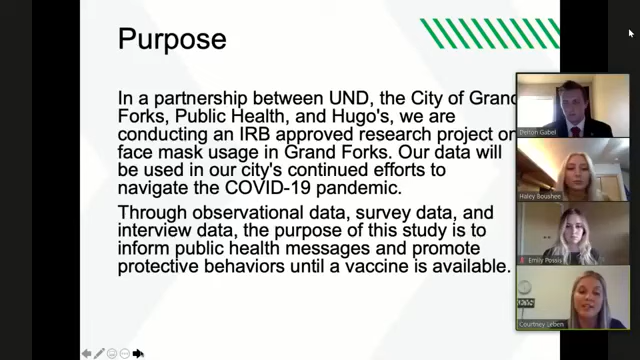 Purpose
In a partnership between UND, the City of Grand
Forks, Public Health, and Hugo's, we are
conducting an IRB approved research project on
face mask usage in Grand Forks. Our data will
be used in our city's continued efforts to
navigate the COVID-19 pandemic.
Through observational data, survey data, and
interview data, the purpose of this study is to
inform public health messages and promote
protective behaviors until a vaccine is available.
Gabel
Haley Boushee
Emily
Courtney Leben